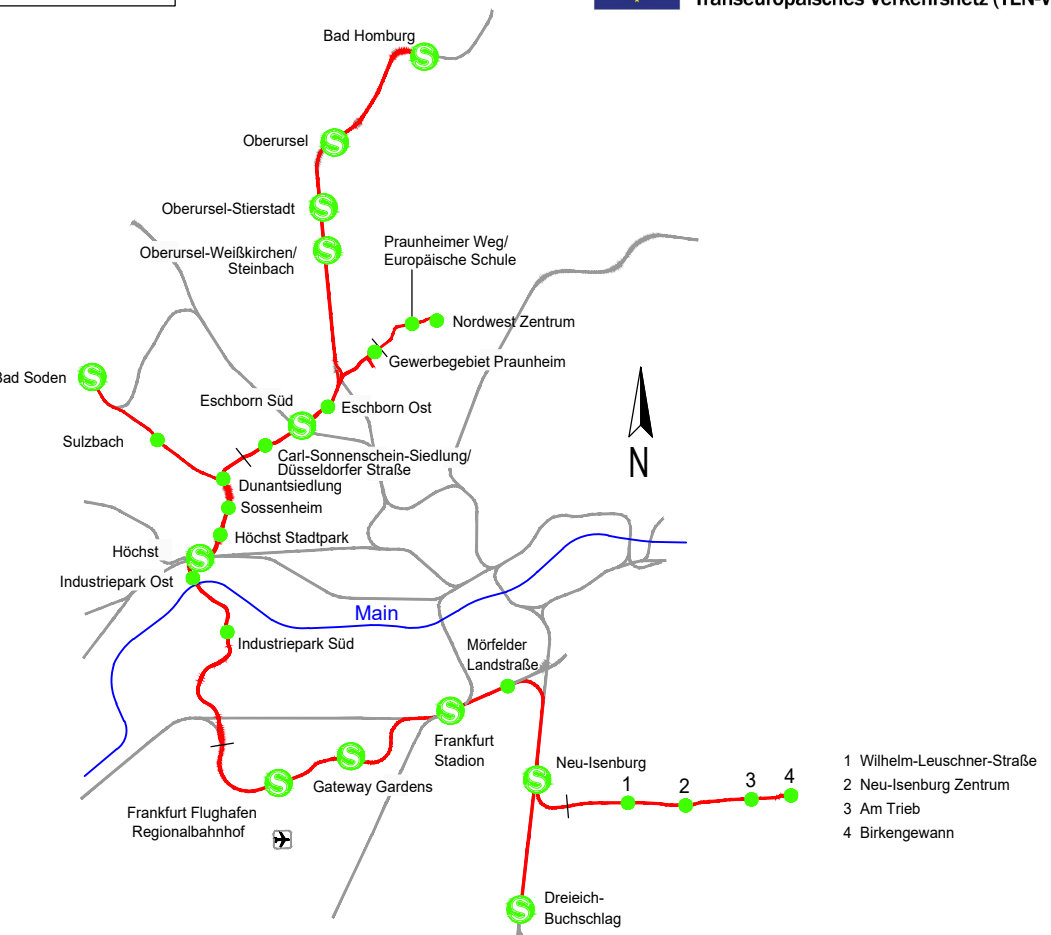 Bad Homburg
Oberursel
Oberursel-Stierstadt
Oberursel-Weißkirchen/
Steinbach
Praunheimer Weg/
Europäische Schule
Nordwest Zentrum
Gewerbegebiet Praunheim
Bad Soden
Eschborn Süd
Eschborn Ost
Sulzbach
Carl-Sonnenschein-Siedlung/
Düsseldorfer Straße
Dunantsiedlung
Sossenheim
Höchst Stadtpark
Höchst
Industriepark Ost
N
Main
Industriepark Süd
Mörfelder
Landstraße
Frankfurt
Stadion
Gateway Gardens
Frankfurt Flughafen
Regionalbahnhof
Neu-Isenburg
1
2
3
4
1 Wilhelm-Leuschner-Straße
2 Neu-Isenburg Zentrum
3 Am Trieb
4 Birkengewann
Dreieich-
Buchschlag
S
S
S
S
S
S
S
S
S
S
S
S